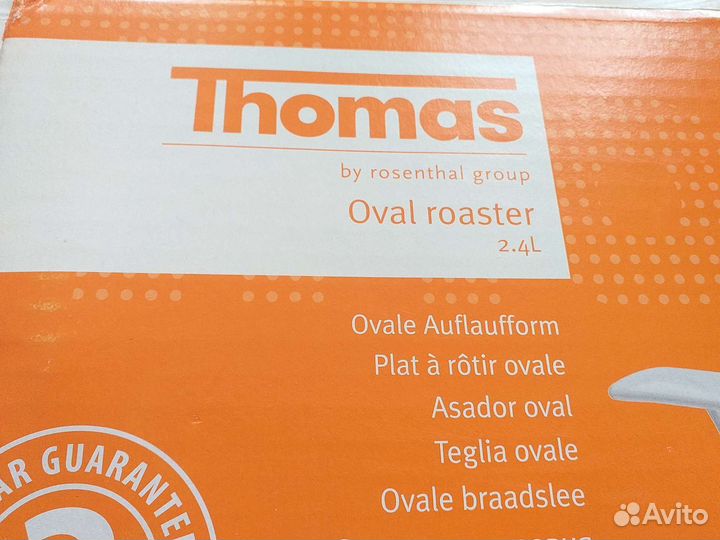 Thomas
by rosenthal group
Oval roaster
2.4L
Ovale Auflaufform
Plat à rôtir ovale
Asador oval
Teglia ovale
Ovale braadslee
GUARANTE
Avito